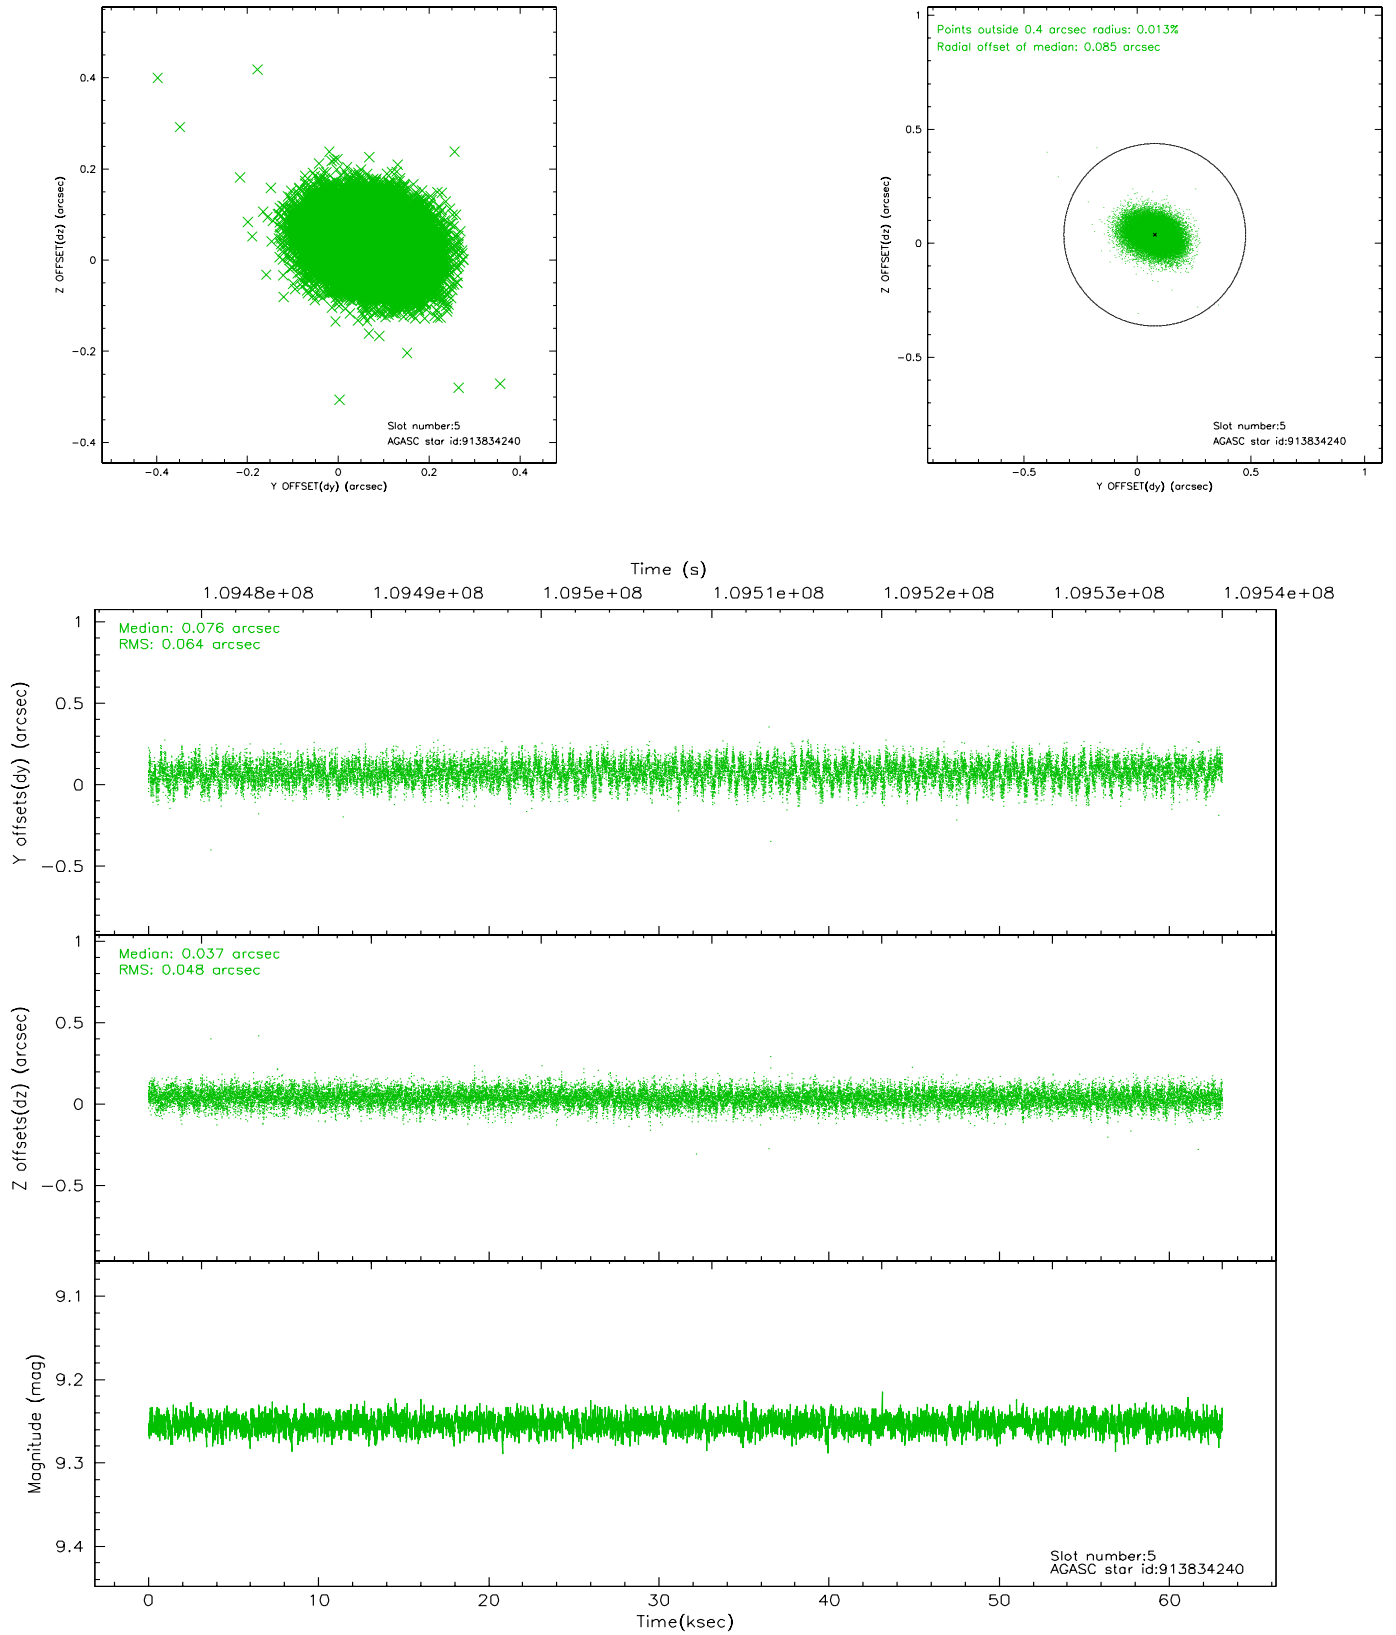 0.4
0.2
0
−0.2
−0.4
Z OFFSET(dz) (arcsec)
Slot number:5
AGASC star id:913834240
−0.4
−0.2
0
0.2
0.4
Y OFFSET(dy) (arcsec)
Points outside 0.4 arcsec radius: 0.013%
Radial offset of median: 0.085 arcsec
1
0.5
0
−0.5
Z OFFSET(dz) (arcsec)
Slot number:5
AGASC star id:913834240
−0.5
0
0.5
1
Y OFFSET(dy) (arcsec)
Time (s)
1.0948e+08
1.0949e+08
1.095e+08
1.0951e+08
1.0952e+08
1.0953e+08
1.0954e+08
Median: 0.076 arcsec
RMS: 0.064 arcsec
1
0.5
0
−0.5
Y offsets(dy) (arcsec)
Median: 0.037 arcsec
RMS: 0.048 arcsec
1
0.5
0
−0.5
Z offsets(dz) (arcsec)
9.1
9.2
9.3
9.4
Magnitude (mag)
Slot number:5
AGASC star id:913834240
0
10
20
30
40
50
60
Time(ksec)